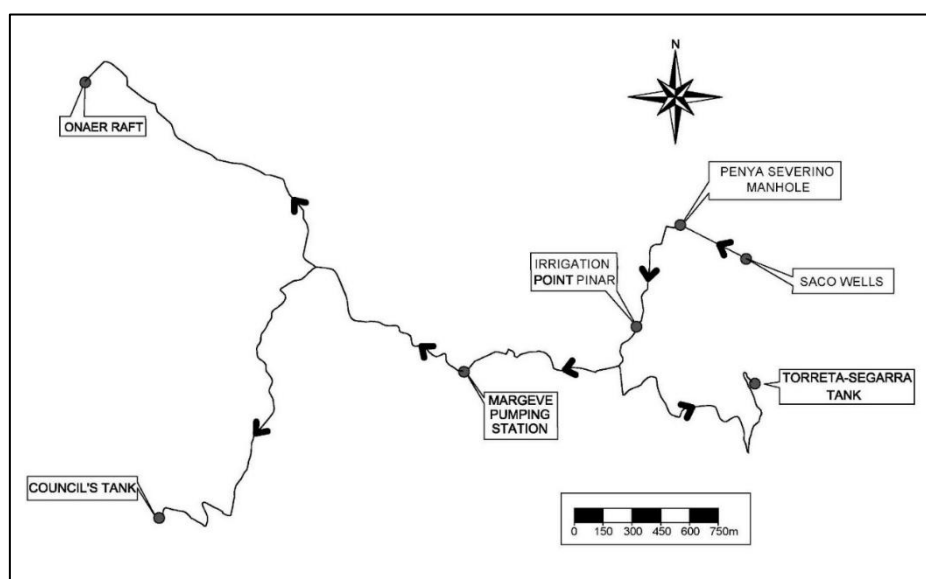 N
ONAER RAFT
PENYA SEVERINO
MANHOLE
IRRIGATION
POINT PINAR
SACO WELLS
TORRETA-SEGARRA
TANK
MARGEVE
PUMPING
STATION
COUNCIL'S TANK
0 150 300 450 600 750m